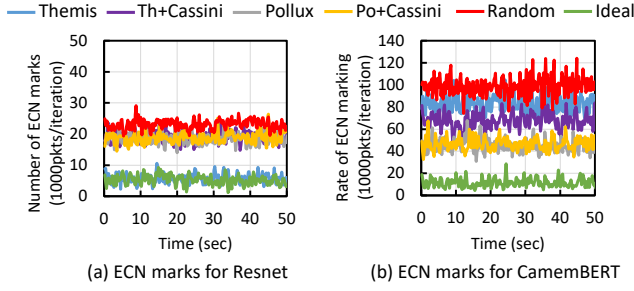 Themis Th+Cassini Pollux Po+Cassini Random Ideal
Number of ECN marks
(1000pkts/iteration)
50
40
30
20
10
0
0 10 20 30 40 50
Time (sec)
(a) ECN marks for Resnet
Rate of ECN marking
(1000pkts/iteration)
140
120
100
80
60
40
20
0
0 10 20 30 40 50
Time (sec)
(b) ECN marks for CamemBERT